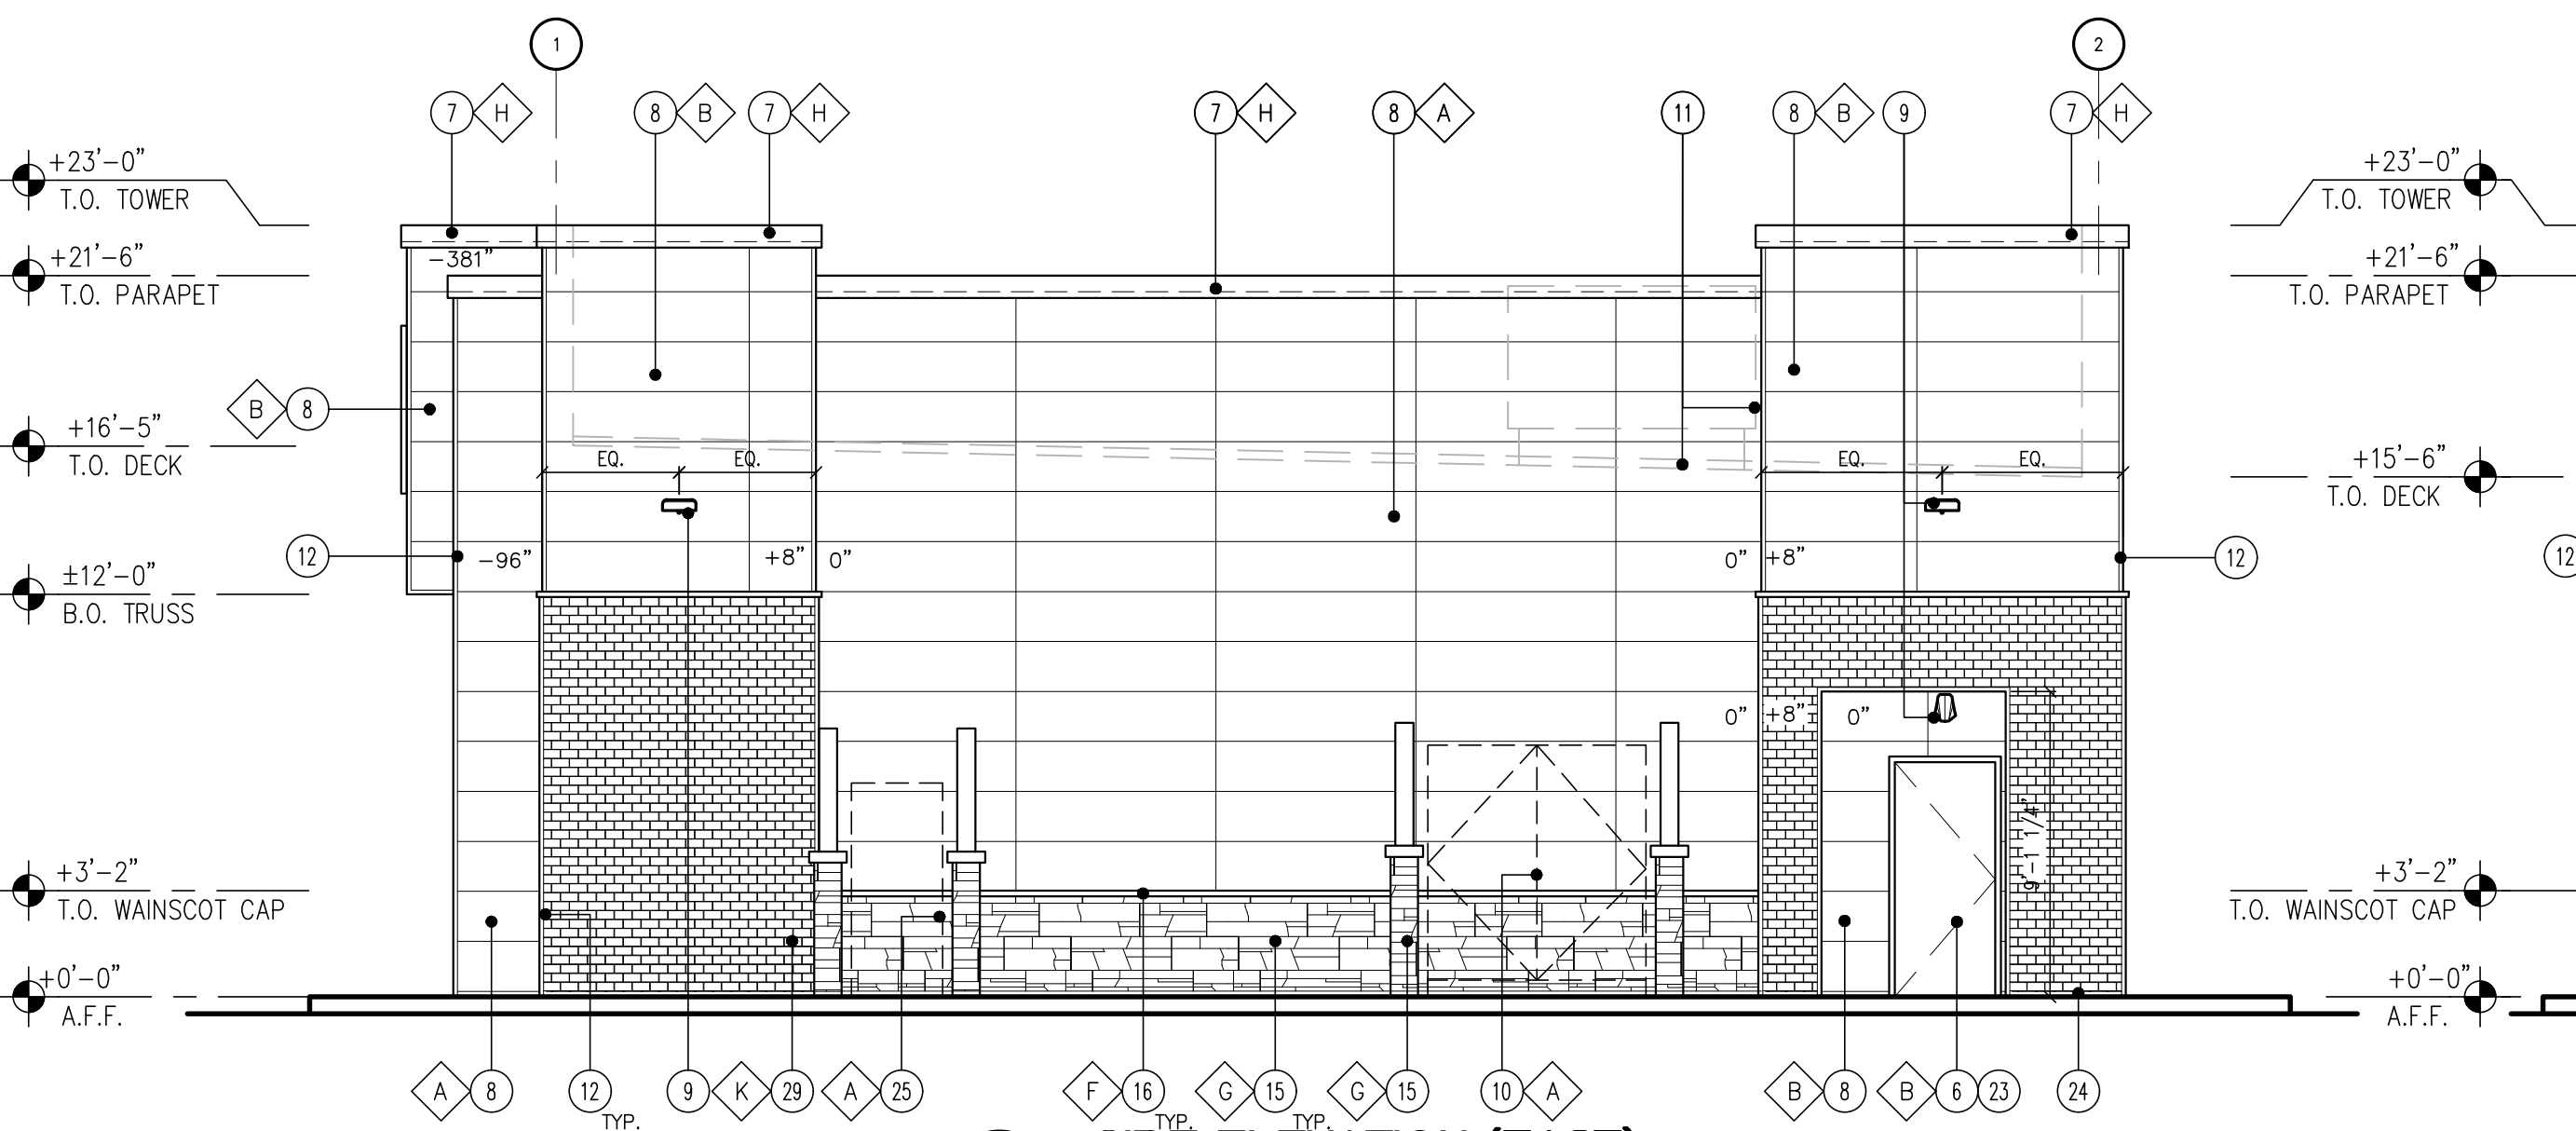 1
2
7 H
8 B
7 H
7 H
8 A
11
8 B
9
7 H
+23'-0"
T.O. TOWER
+23'-0"
T.O. TOWER
-381"
+21'-6"
T.O. PARAPET
+21'-6"
T.O. PARAPET
B 8
+16'-5"
T.O. DECK
EQ. EQ.
EQ. EQ.
+15'-6"
T.O. DECK
12
-96"
+8" 0"
0" +8"
12
12
±12'-0"
B.O. TRUSS
0" +8" 0"
9'-1 1/4"
+3'-2"
T.O. WAINSCOT CAP
+3'-2"
T.O. WAINSCOT CAP
+0'-0"
A.F.F.
+0'-0"
A.F.F.
A 8
12
TYP.
9
K 29
A 25
F 16
TYP.
G 15
TYP.
G 15
10 A
B 8
B 6 23
24